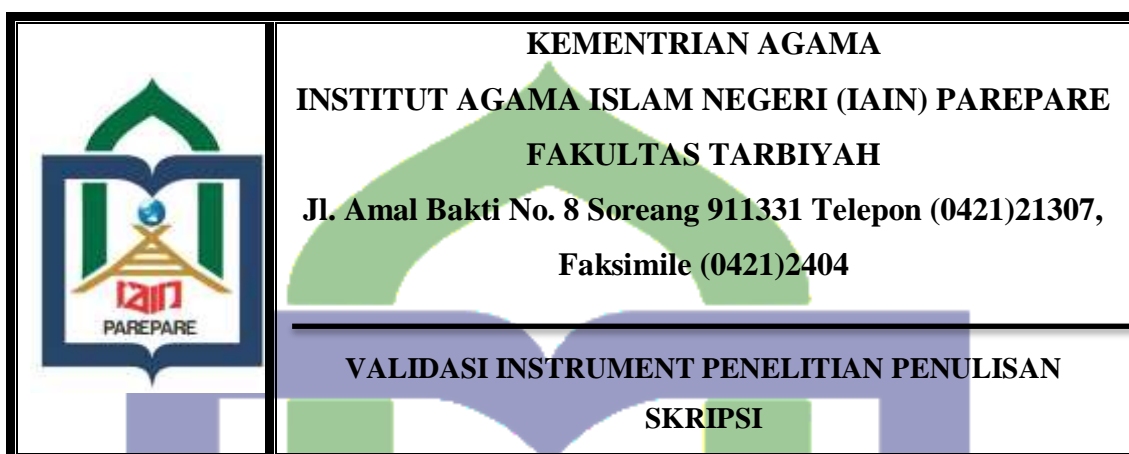 KEMENTRIAN AGAMA
INSTITUT AGAMA ISLAM NEGERI (IAIN) PAREPARE
FAKULTAS TARBIYAH
Jl. Amal Bakti No. 8 Soreang 911331 Telepon (0421)21307,
Faksimile (0421)2404
IAIN
PAREPARE
VALIDASI INSTRUMENT PENELITIAN PENULISAN
SKRIPSI